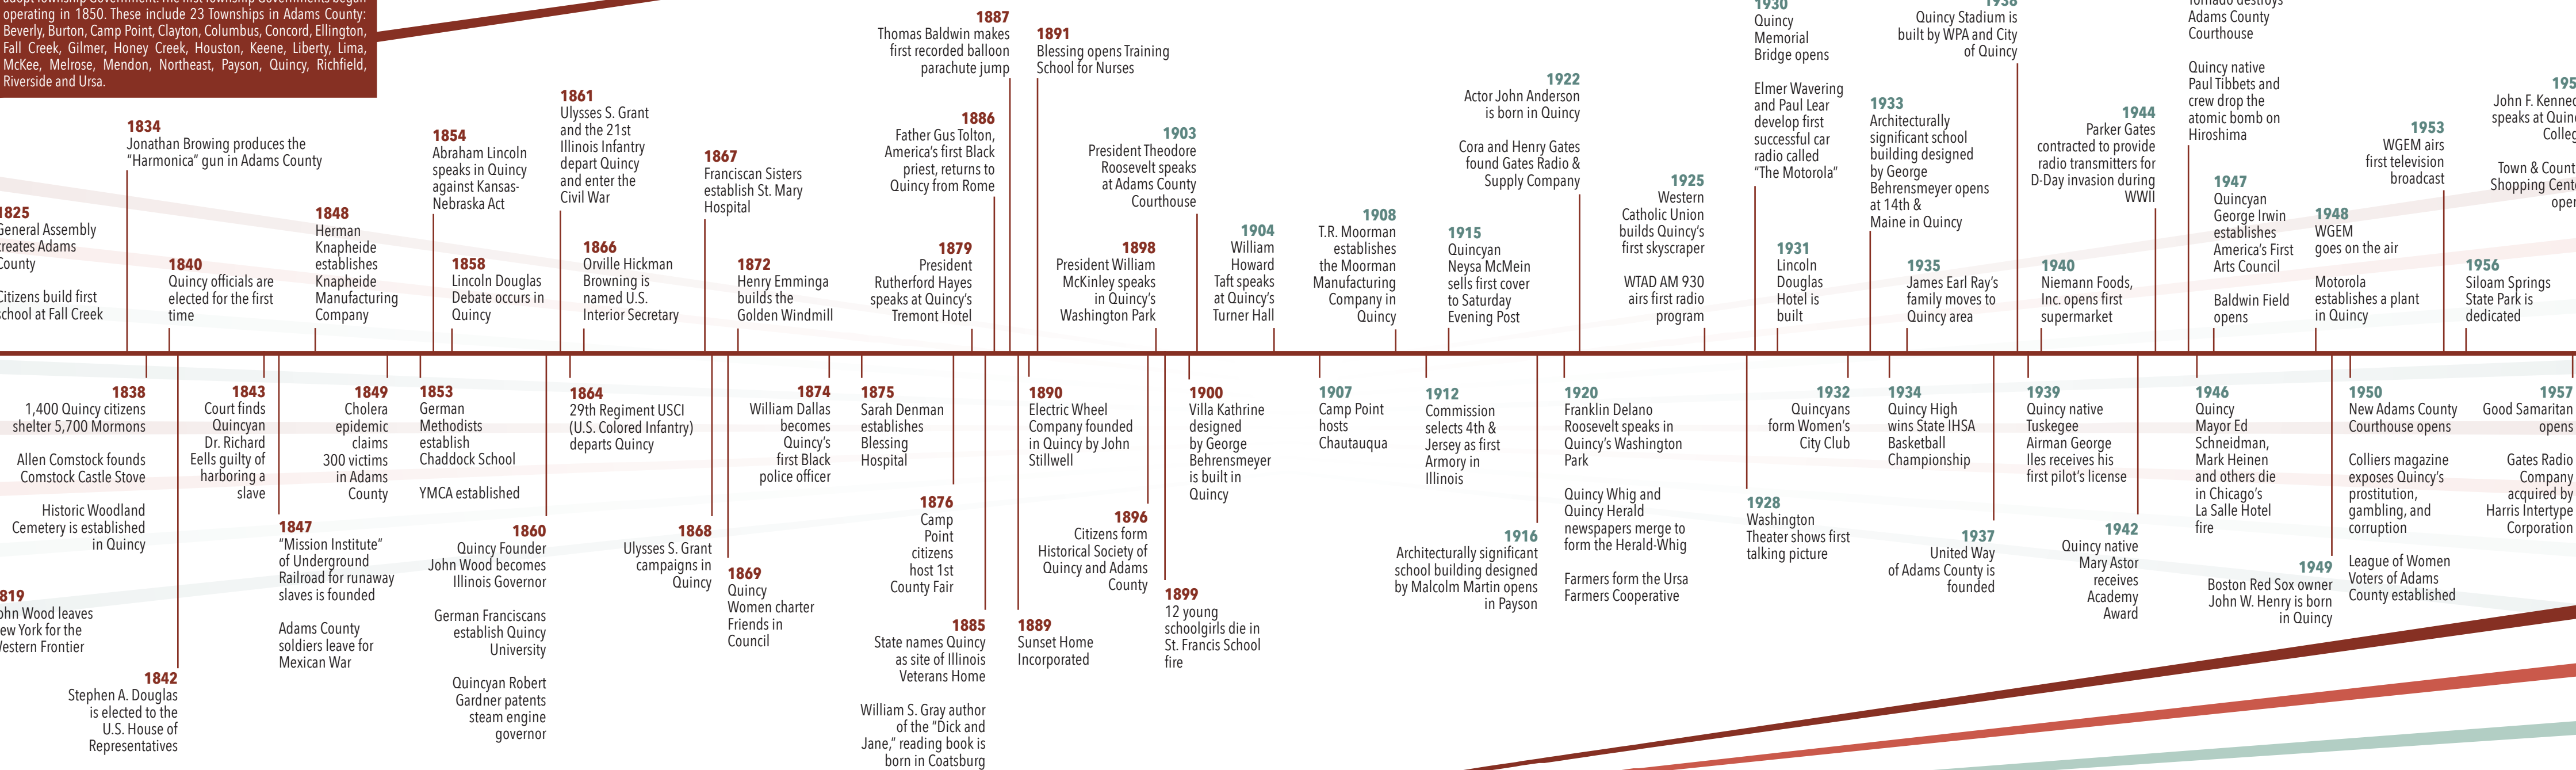 operating in 1850. These include 23 Townships in Adams County:
Beverly, Burton, Camp Point, Clayton, Columbus, Concord, Ellington,
Fall Creek, Gilmer, Honey Creek, Houston, Keene, Liberty, Lima,
McKee, Melrose, Mendon, Northeast, Payson, Quincy, Richfield,
Riverside and Ursa.
1825
General Assembly
creates Adams
County
Citizens build first
school at Fall Creek
1834
Jonathan Browing produces the
"Harmonica" gun in Adams County
1840
Quincy officials are
elected for the first
time
1848
Herman
Knapheide
establishes
Knapheide
Manufacturing
Company
1854
Abraham Lincoln
speaks in Quincy
against Kansas-
Nebraska Act
1858
Lincoln Douglas
Debate occurs in
Quincy
1861
Ulysses S. Grant
and the 21st
Illinois Infantry
depart Quincy
and enter the
Civil War
1866
Orville Hickman
Browning is
named U.S.
Interior Secretary
1867
Franciscan Sisters
establish St. Mary
Hospital
1872
Henry Emminga
builds the
Golden Windmill
1879
President
Rutherford Hayes
speaks at Quincy's
Tremont Hotel
1886
Father Gus Tolton,
America's first Black
priest, returns to
Quincy from Rome
1887
Thomas Baldwin makes
first recorded balloon
parachute jump
1891
Blessing opens Training
School for Nurses
1898
President William
McKinley speaks
in Quincy's
Washington Park
1903
President Theodore
Roosevelt speaks
at Adams County
Courthouse
1904
William
Howard
Taft speaks
at Quincy's
Turner Hall
1908
T.R. Moorman
establishes
the Moorman
Manufacturing
Company in
Quincy
1915
Quincyan
Neysa McMein
sells first cover
to Saturday
Evening Post
1922
Actor John Anderson
is born in Quincy
Cora and Henry Gates
found Gates Radio &
Supply Company
1925
Western
Catholic Union
builds Quincy's
first skyscraper
WTAD AM 930
airs first radio
program
1930
Quincy
Memorial
Bridge opens
Elmer Wavering
and Paul Lear
develop first
successful car
radio called
"The Motorola"
1931
Lincoln
Douglas
Hotel is
built
1933
Architecturally
significant school
building designed
by George
Behrensmeyer opens
at 14th &
Maine in Quincy
1935
James Earl Ray's
family moves to
Quincy area
1938
Quincy Stadium is
built by WPA and City
of Quincy
1940
Niemann Foods,
Inc. opens first
supermarket
1944
Parker Gates
contracted to provide
radio transmitters for
D-Day invasion during
WWII
Tornado destroys
Adams County
Courthouse
Quincy native
Paul Tibbets and
crew drop the
atomic bomb on
Hiroshima
1947
Quincyan
George Irwin
establishes
America's First
Arts Council
Baldwin Field
opens
1948
WGEM
goes on the air
Motorola
establishes a plant
in Quincy
1953
WGEM airs
first television
broadcast
1956
Siloam Springs
State Park is
dedicated
John F.
speaks at
Town &
Shopping
1819
John Wood leaves
New York for the
Western Frontier
1838
1,400 Quincy citizens
shelter 5,700 Mormons
Allen Comstock founds
Comstock Castle Stove
Historic Woodland
Cemetery is established
in Quincy
1842
Stephen A. Douglas
is elected to the
U.S. House of
Representatives
1843
Court finds
Quincyan
Dr. Richard
Eells guilty of
harboring a
slave
1847
"Mission Institute"
of Underground
Railroad for runaway
slaves is founded
Adams County
soldiers leave for
Mexican War
1849
Cholera
epidemic
claims
300 victims
in Adams
County
1853
German
Methodists
establish
Chaddock School
YMCA established
1860
Quincy Founder
John Wood becomes
Illinois Governor
German Franciscans
establish Quincy
University
Quincyan Robert
Gardner patents
steam engine
governor
1864
29th Regiment USCI
(U.S. Colored Infantry)
departs Quincy
1868
Ulysses S. Grant
campaigns in
Quincy
1869
Quincy
Women charter
Friends in
Council
1874
William Dallas
becomes
Quincy's
first Black
police officer
1875
Sarah Denman
establishes
Blessing
Hospital
1876
Camp
Point
citizens
host 1st
County Fair
1885
State names Quincy
as site of Illinois
Veterans Home
William S. Gray author
of the "Dick and
Jane," reading book is
born in Coatsburg
1889
Sunset Home
Incorporated
1890
Electric Wheel
Company founded
in Quincy by John
Stillwell
1896
Citizens form
Historical Society of
Quincy and Adams
County
1899
12 young
schoolgirls die in
St. Francis School
fire
1900
Villa Kathrine
designed
by George
Behrensmeyer
is built in
Quincy
1907
Camp Point
hosts
Chautauqua
1912
Commission
selects 4th &
Jersey as first
Armory in
Illinois
1916
Architecturally significant
school building designed
by Malcolm Martin opens
in Payson
1920
Franklin Delano
Roosevelt speaks in
Quincy's Washington
Park
Quincy Whig and
Quincy Herald
newspapers merge to
form the Herald-Whig
Farmers form the Ursa
Farmers Cooperative
1928
Washington
Theater shows first
talking picture
1932
Quincyans
form Women's
City Club
1934
Quincy High
wins State IHSA
Basketball
Championship
1937
United Way
of Adams County is
founded
1939
Quincy native
Tuskegee
Airman George
Iles receives his
first pilot's license
1942
Quincy native
Mary Astor
receives
Academy
Award
1946
Quincy
Mayor Ed
Schneidman,
Mark Heinen
and others die
in Chicago's
La Salle Hotel
fire
1949
Boston Red Sox owner
John W. Henry is born
in Quincy
1950
New Adams County
Courthouse opens
Colliers magazine
exposes Quincy's
prostitution,
gambling, and
corruption
League of Women
Voters of Adams
County established
1957
Good Samaritan
opens
Gates Radio
Company
acquired by
Harris Intertype
Corporation